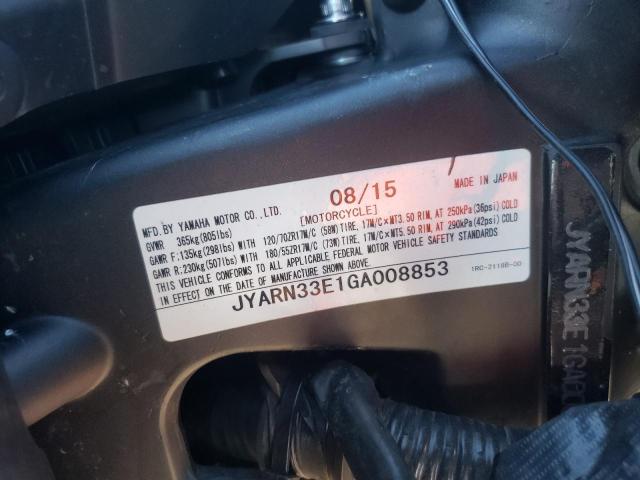 08/15
MADE IN JAPAN
MFD. BY YAMAHA MOTOR CO.,LTD. [MOTORCYCLE]
GVWR 365kg(805lbs)
GAWR F:135kg(298lbs) WITH 120/70ZR17M/C (58W)TIRE, 17M/C×MT3.50 RIM, AT 250kPa(36psi) COLD
GAWR R:230kg(507lbs) WITH 180/55ZR17M/C (73W)TIRE, 17M/C×MT5.50 RIM, AT 290kPa(42psi) COLD
THIS VEHICLE CONFORMS TO ALL APPLICABLE FEDERAL MOTOR VEHICLE SAFETY STANDARDS
IN EFFECT ON THE DATE OF MANUFACTURE SHOWN ABOVE.
1RC-2118B-00
JYARN33E1GA008853
JYARN33E1GA0